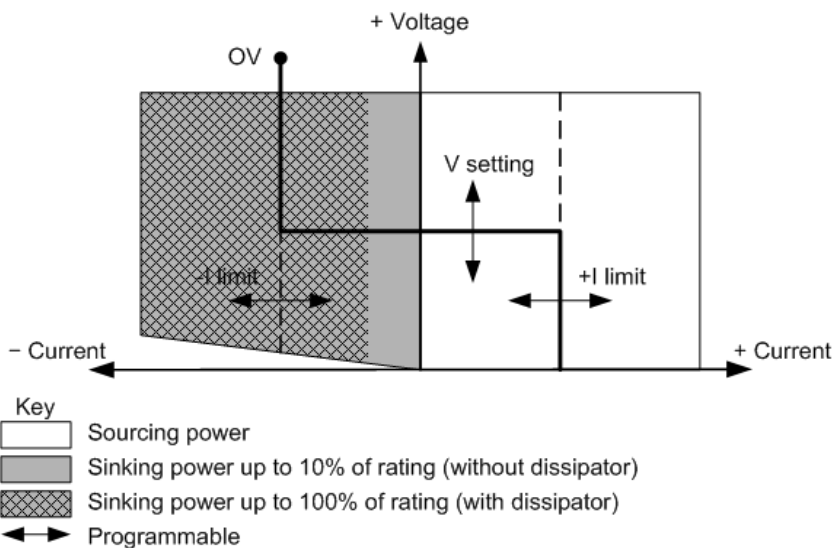 + Voltage
OV
V setting
-I limit
+I limit
− Current
+ Current
Key
Sourcing power
Sinking power up to 10% of rating (without dissipator)
Sinking power up to 100% of rating (with dissipator)
Programmable